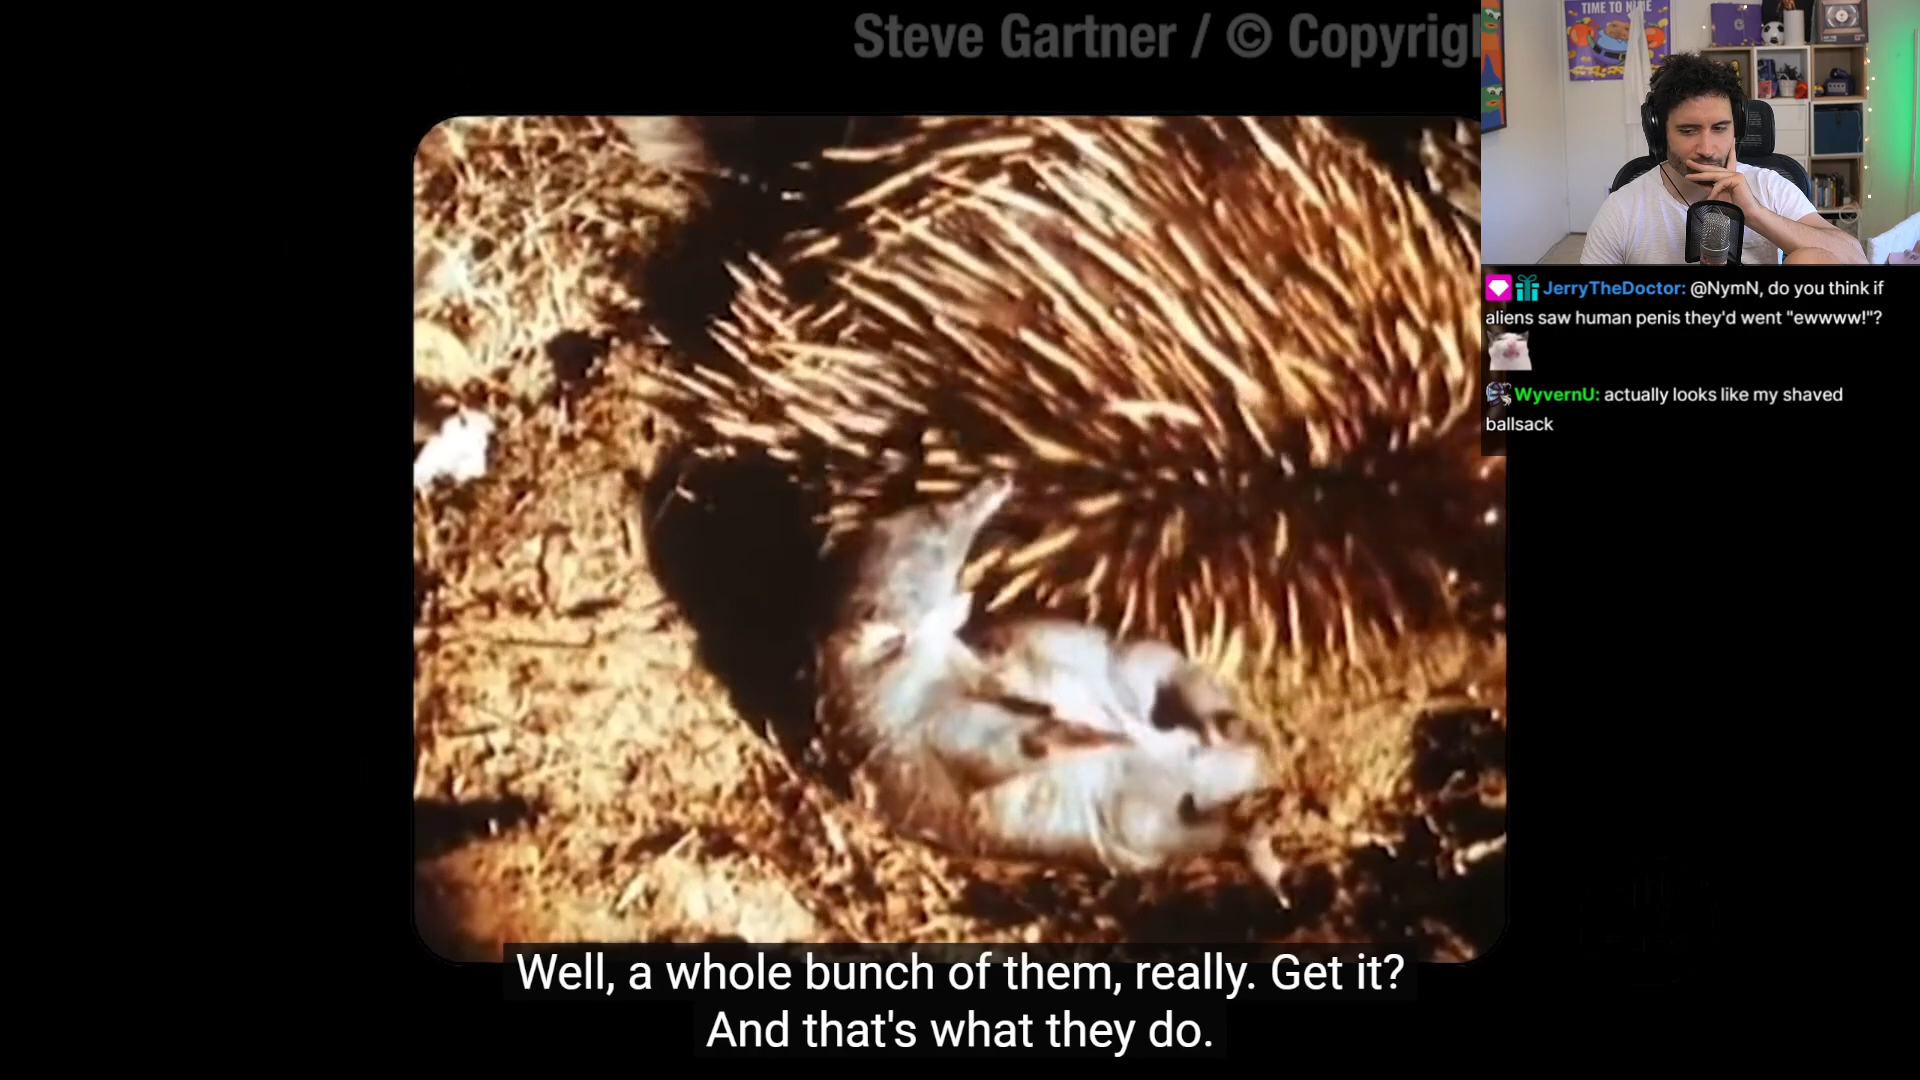 Steve Gartner / © Copyrig
TIME TO N
JerryTheDoctor: @NymN, do you think if
aliens saw human penis they'd went "ewwww!"?
WyvernU: actually looks like my shaved
ballsack
Well, a whole bunch of them, really. Get it?
And that's what they do.